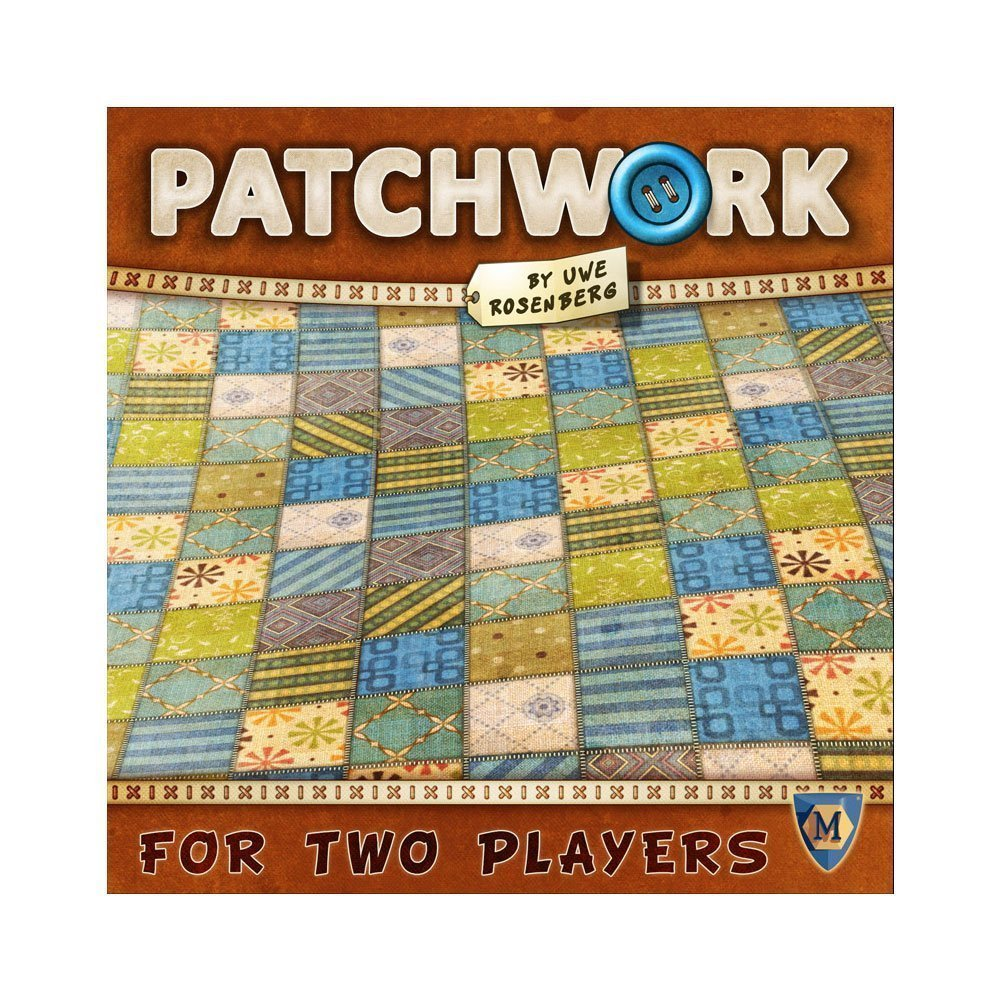 PATCHWORK
BY UWE
ROSENBERG
FOR TWO PLAYERS
M